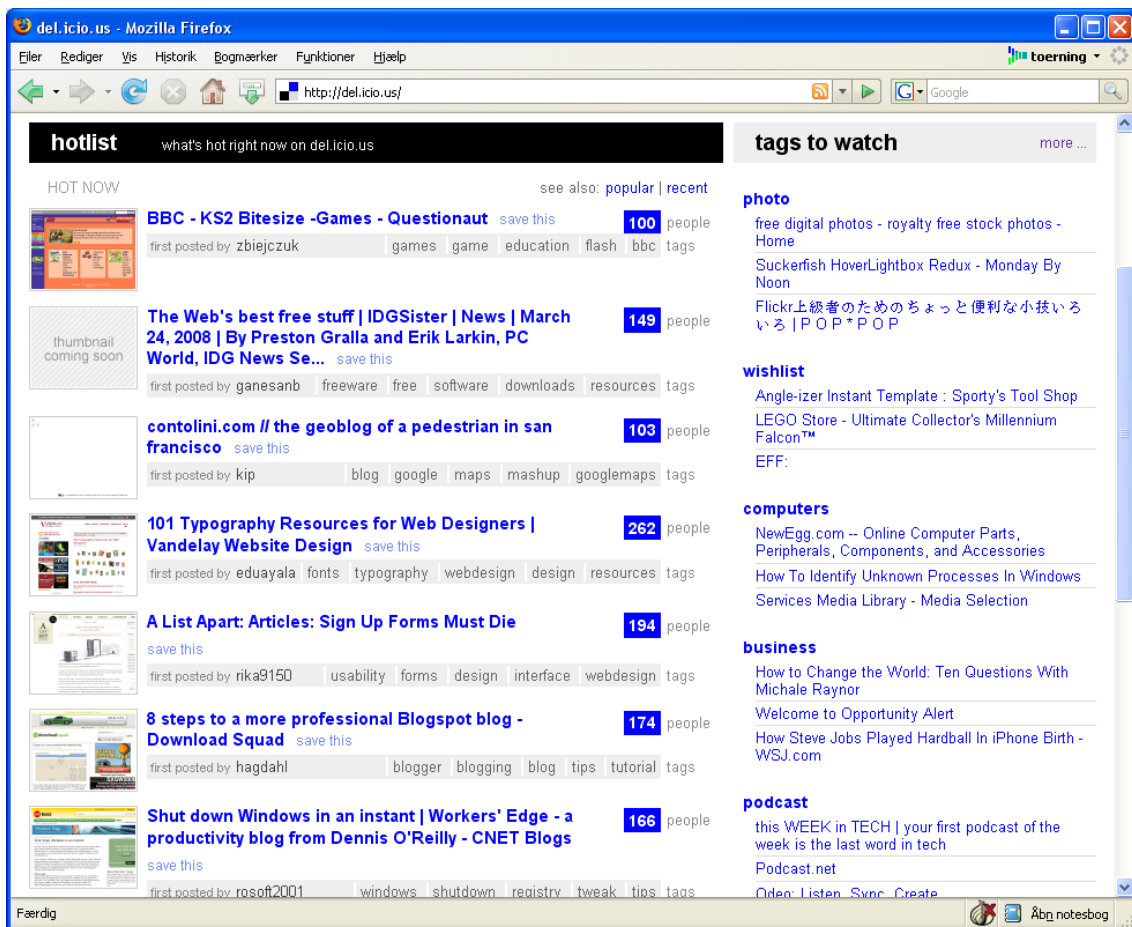 del.icio.us - Mozilla Firefox
Filer Rediger Vis Historik Bogmærker Funktioner Hjælp
toerning
http://del.icio.us/
Google
hotlist what's hot right now on del.icio.us
HOT NOW
see also: popular | recent
BBC - KS2 Bitesize -Games - Questionaut save this 100 people
first posted by zbiejczuk games game education flash bbc tags
thumbnail
coming soon
The Web's best free stuff | IDGSister | News | March 149 people
24, 2008 | By Preston Gralla and Erik Larkin, PC
World, IDG News Se... save this
first posted by ganesanb freeware free software downloads resources tags
contolini.com // the geoblog of a pedestrian in san 103 people
francisco save this
first posted by kip blog google maps mashup googlemaps tags
101 Typography Resources for Web Designers | 262 people
Vandelay Website Design save this
first posted by eduayala fonts typography webdesign design resources tags
A List Apart: Articles: Sign Up Forms Must Die 194 people
save this
first posted by rika9150 usability forms design interface webdesign tags
8 steps to a more professional Blogspot blog - 174 people
Download Squad save this
first posted by hagdahl blogger blogging blog tips tutorial tags
Shut down Windows in an instant | Workers' Edge - a 166 people
productivity blog from Dennis O'Reilly - CNET Blogs
save this
first posted by rosoft2001 windows shutdown registry tweak tips tags
tags to watch more ...
photo
free digital photos - royalty free stock photos -
Home
Suckerfish HoverLightbox Redux - Monday By
Noon
Flickr上級者のためのちょっと便利な小技いろ
いろ | P O P * P O P
wishlist
Angle-izer Instant Template : Sporty's Tool Shop
LEGO Store - Ultimate Collector's Millennium
Falcon™
EFF:
computers
NewEgg.com -- Online Computer Parts,
Peripherals, Components, and Accessories
How To Identify Unknown Processes In Windows
Services Media Library - Media Selection
business
How to Change the World: Ten Questions With
Michale Raynor
Welcome to Opportunity Alert
How Steve Jobs Played Hardball In iPhone Birth -
WSJ.com
podcast
this WEEK in TECH | your first podcast of the
week is the last word in tech
Podcast.net
Odeo: Listen, Sync, Create
Færdig
Åbn notesbog